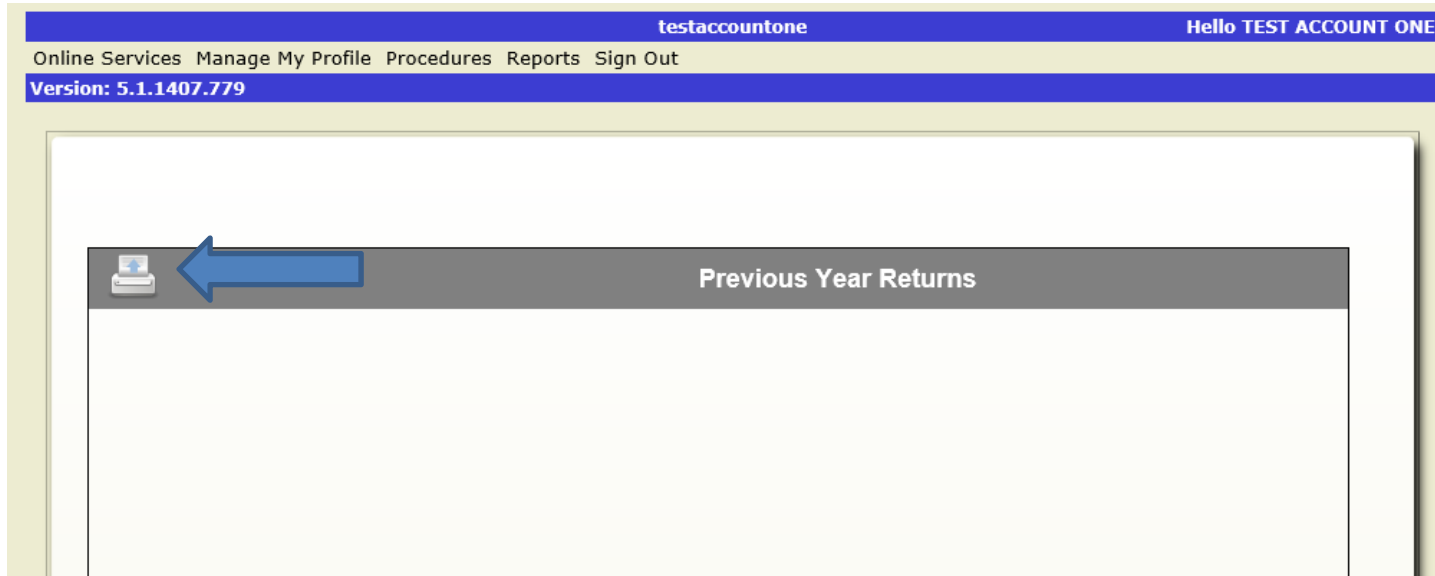 testaccountone Hello TEST ACCOUNT ONE
Online Services Manage My Profile Procedures Reports Sign Out
Version: 5.1.1407.779
Previous Year Returns